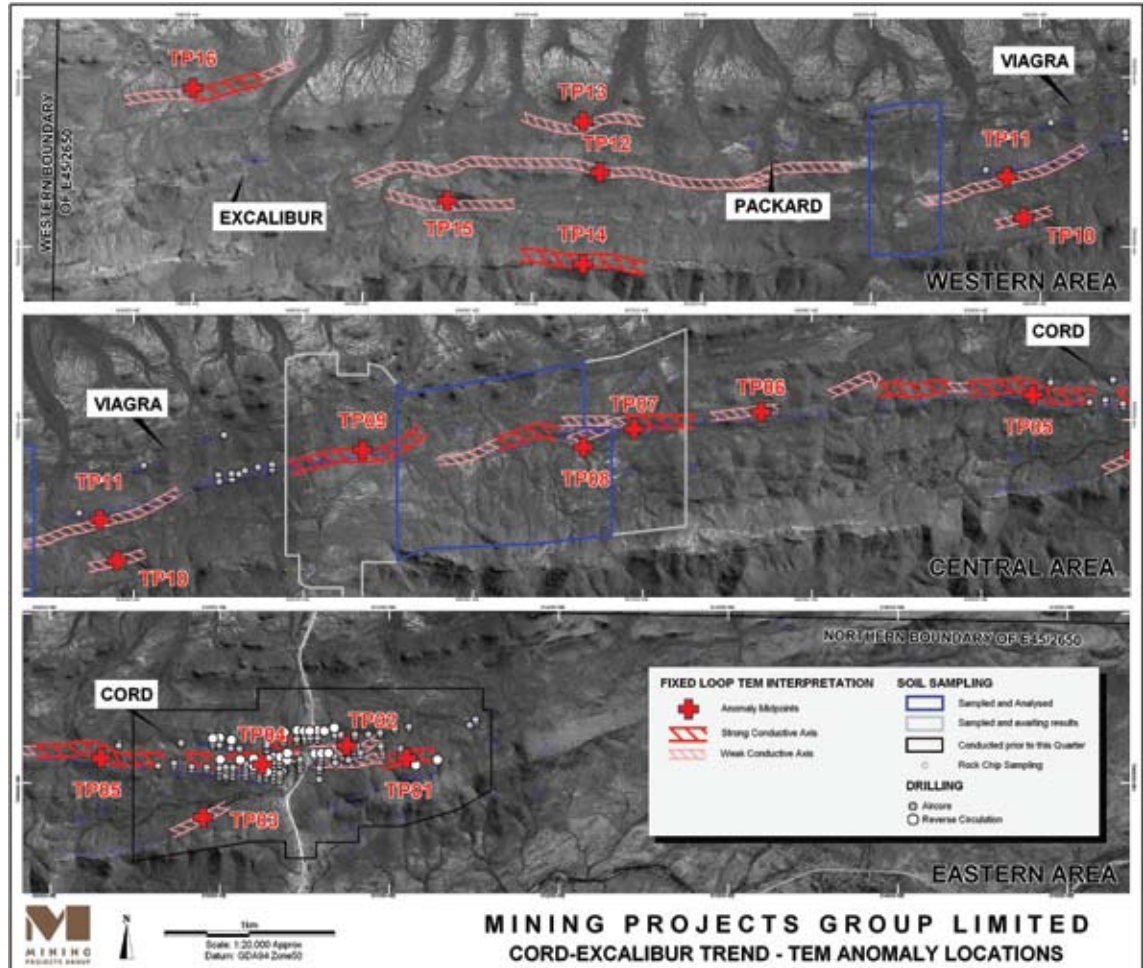 TP16
TP13
VIAGRA
WESTERN BOUNDARY
OF E45/2650
TP12
TP11
EXCALIBUR
PACKARD
TP15
TP14
TP10
WESTERN AREA
CORD
VIAGRA
TP09
TP07
TP06
TP05
TP11
TP08
TP10
CENTRAL AREA
NORTHERN BOUNDARY OF E45/2650
CORD
TP04
TP02
TP05
TP03
TP01
FIXED LOOP TEM INTERPRETATION
Anomaly Midpoints
Strong Conductive Axis
Weak Conductive Axis
SOIL SAMPLING
Sampled and Analysed
Sampled and awaiting results
Conducted prior to this Quarter
Rock Chip Sampling
DRILLING
Aircore
Reverse Circulation
EASTERN AREA
M
MINING
PROJECTS GROUP
N
1km
Scale: 1:20,000 Approx
Datum: GDA94 Zone50
MINING PROJECTS GROUP LIMITED
CORD-EXCALIBUR TREND - TEM ANOMALY LOCATIONS